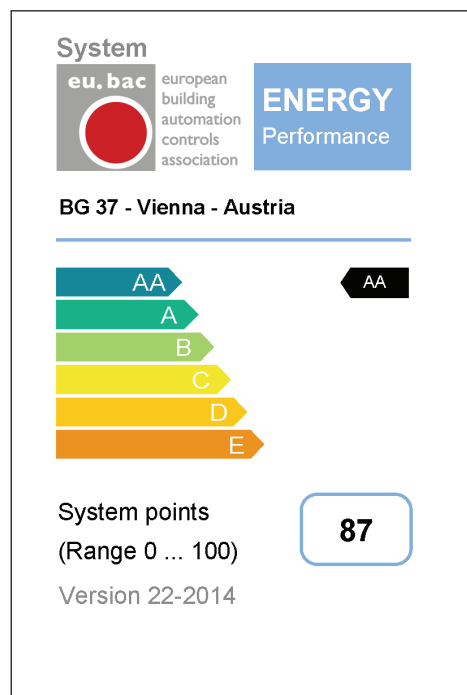 System
eu.bac
european
building
automation
controls
association
ENERGY
Performance
BG 37 - Vienna - Austria
AA
AA
A
B
C
D
E
System points
(Range 0 ... 100)
87
Version 22-2014